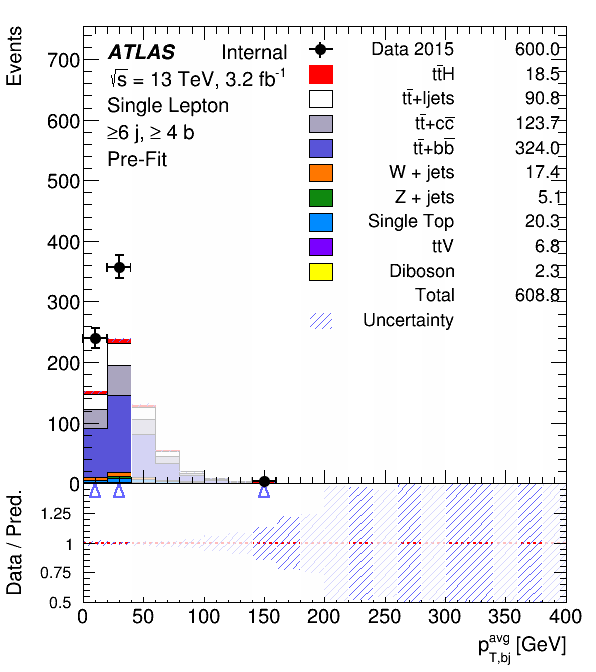 Events
ATLAS Internal
√s = 13 TeV, 3.2 fb⁻¹
Single Lepton
≥6 j, ≥ 4 b
Pre-Fit
Data 2015 600.0
tt̄H 18.5
tt̄+ljets 90.8
tt̄+cc̄ 123.7
tt̄+bb̄ 324.0
W + jets 17.4
Z + jets 5.1
Single Top 20.3
ttV 6.8
Diboson 2.3
Total 608.8
Uncertainty
700
600
500
400
300
200
100
0
Data / Pred.
1.25
1
0.75
0.5
0 50 100 150 200 250 300 350 400
p_{T,bj}^{avg} [GeV]